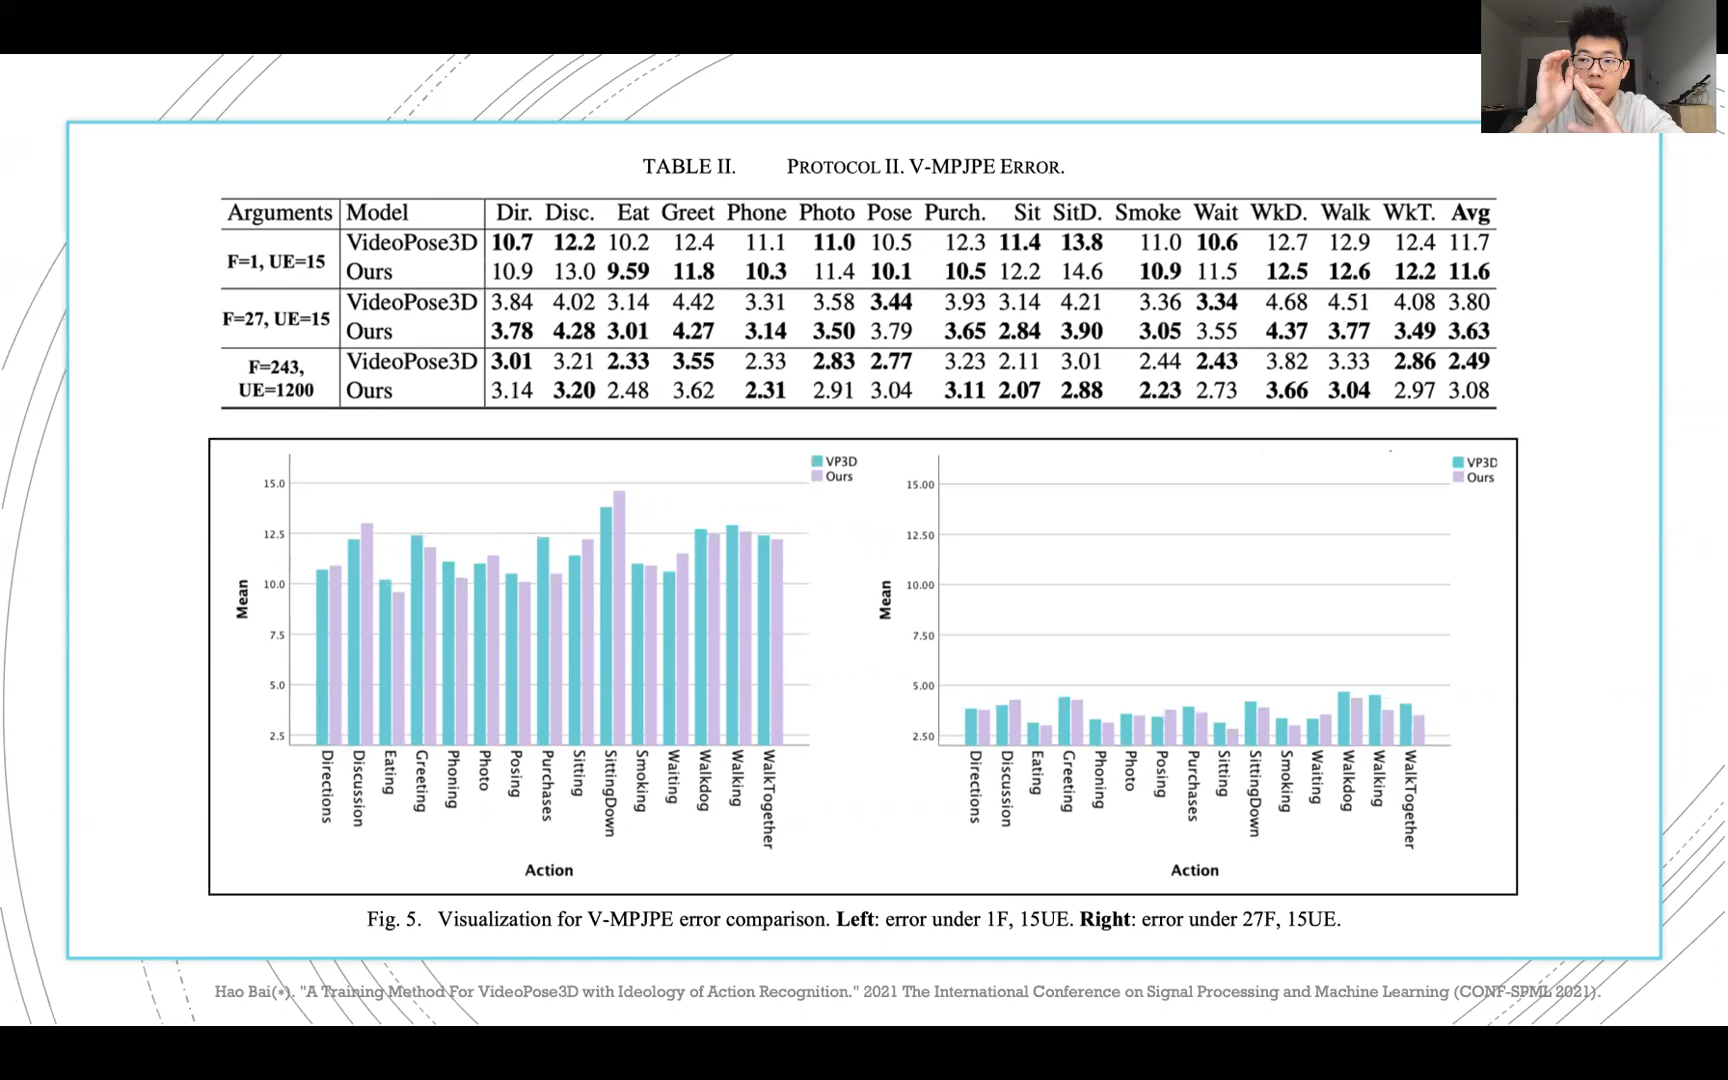 TABLE II. PROTOCOL II. V-MPJPE ERROR.
Arguments Model Dir. Disc. Eat Greet Phone Photo Pose Purch. Sit SitD. Smoke Wait WkD. Walk WkT. Avg
F=1, UE=15
VideoPose3D 10.7 12.2 10.2 12.4 11.1 11.0 10.5 12.3 11.4 13.8 11.0 10.6 12.7 12.9 12.4 11.7
Ours 10.9 13.0 9.59 11.8 10.3 11.4 10.1 10.5 12.2 14.6 10.9 11.5 12.5 12.6 12.2 11.6
F=27, UE=15
VideoPose3D 3.84 4.02 3.14 4.42 3.31 3.58 3.44 3.93 3.14 4.21 3.36 3.34 4.68 4.51 4.08 3.80
Ours 3.78 4.28 3.01 4.27 3.14 3.50 3.79 3.65 2.84 3.90 3.05 3.55 4.37 3.77 3.49 3.63
F=243,
UE=1200
VideoPose3D 3.01 3.21 2.33 3.55 2.33 2.83 2.77 3.23 2.11 3.01 2.44 2.43 3.82 3.33 2.86 2.49
Ours 3.14 3.20 2.48 3.62 2.31 2.91 3.04 3.11 2.07 2.88 2.23 2.73 3.66 3.04 2.97 3.08
VP3D
Ours
15.0
12.5
10.0
7.5
5.0
2.5
Mean
Directions
Discussion
Eating
Greeting
Phoning
Photo
Posing
Purchases
Sitting
SittingDown
Smoking
Waiting
Walkdog
Walking
WalkTogether
Action
VP3D
Ours
15.00
12.50
10.00
7.50
5.00
2.50
Mean
Directions
Discussion
Eating
Greeting
Phoning
Photo
Posing
Purchases
Sitting
SittingDown
Smoking
Waiting
Walkdog
Walking
WalkTogether
Action
Fig. 5. Visualization for V-MPJPE error comparison. Left: error under 1F, 15UE. Right: error under 27F, 15UE.
Hao Bai(*). "A Training Method For VideoPose3D with Ideology of Action Recognition." 2021 The International Conference on Signal Processing and Machine Learning (CONF-SPML 2021).